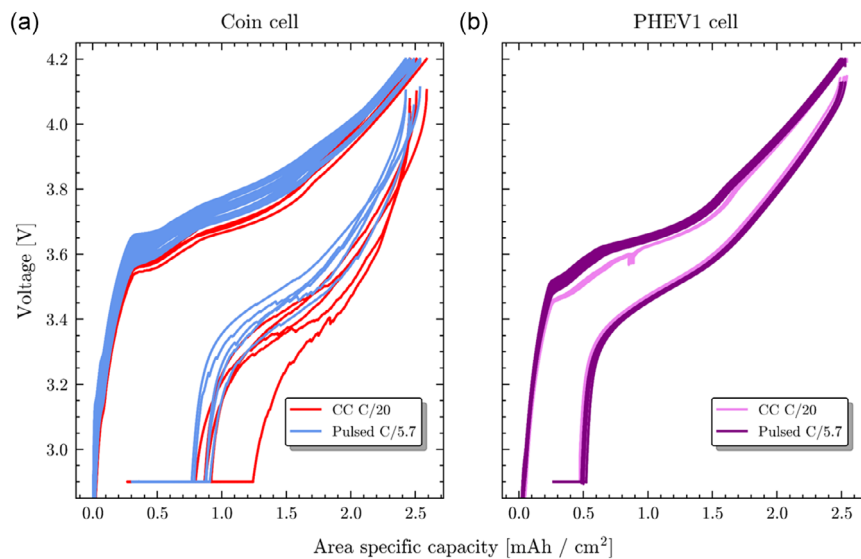 (a)
Coin cell
(b)
PHEV1 cell
Voltage [V]
4.2
4.0
3.8
3.6
3.4
3.2
3.0
CC C/20
Pulsed C/5.7
CC C/20
Pulsed C/5.7
0.0 0.5 1.0 1.5 2.0 2.5
0.0 0.5 1.0 1.5 2.0 2.5
Area specific capacity [mAh / cm²]